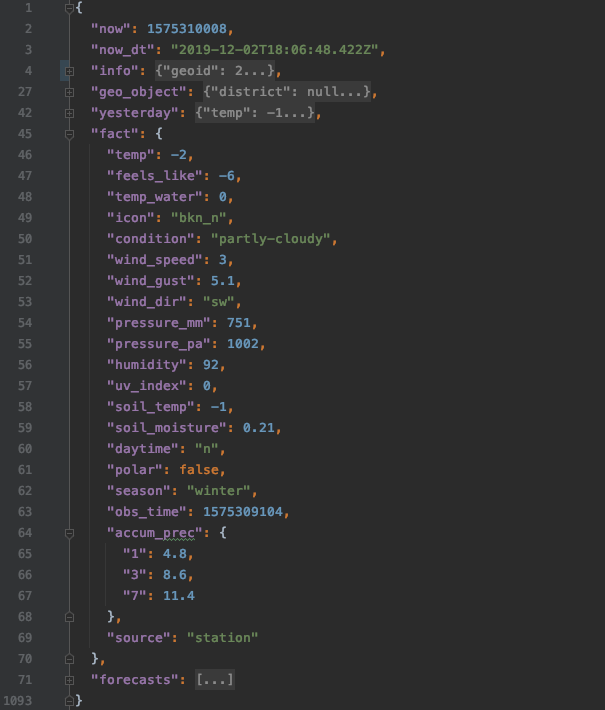 1 {
2 "now": 1575310008,
3 "now_dt": "2019-12-02T18:06:48.422Z",
4 "info": {"geoid": 2...},
27 "geo_object": {"district": null...},
42 "yesterday": {"temp": -1...},
45 "fact": {
46 "temp": -2,
47 "feels_like": -6,
48 "temp_water": 0,
49 "icon": "bkn_n",
50 "condition": "partly-cloudy",
51 "wind_speed": 3,
52 "wind_gust": 5.1,
53 "wind_dir": "sw",
54 "pressure_mm": 751,
55 "pressure_pa": 1002,
56 "humidity": 92,
57 "uv_index": 0,
58 "soil_temp": -1,
59 "soil_moisture": 0.21,
60 "daytime": "n",
61 "polar": false,
62 "season": "winter",
63 "obs_time": 1575309104,
64 "accum_prec": {
65 "1": 4.8,
66 "3": 8.6,
67 "7": 11.4
68 },
69 "source": "station"
70 },
71 "forecasts": [...]
1093 }